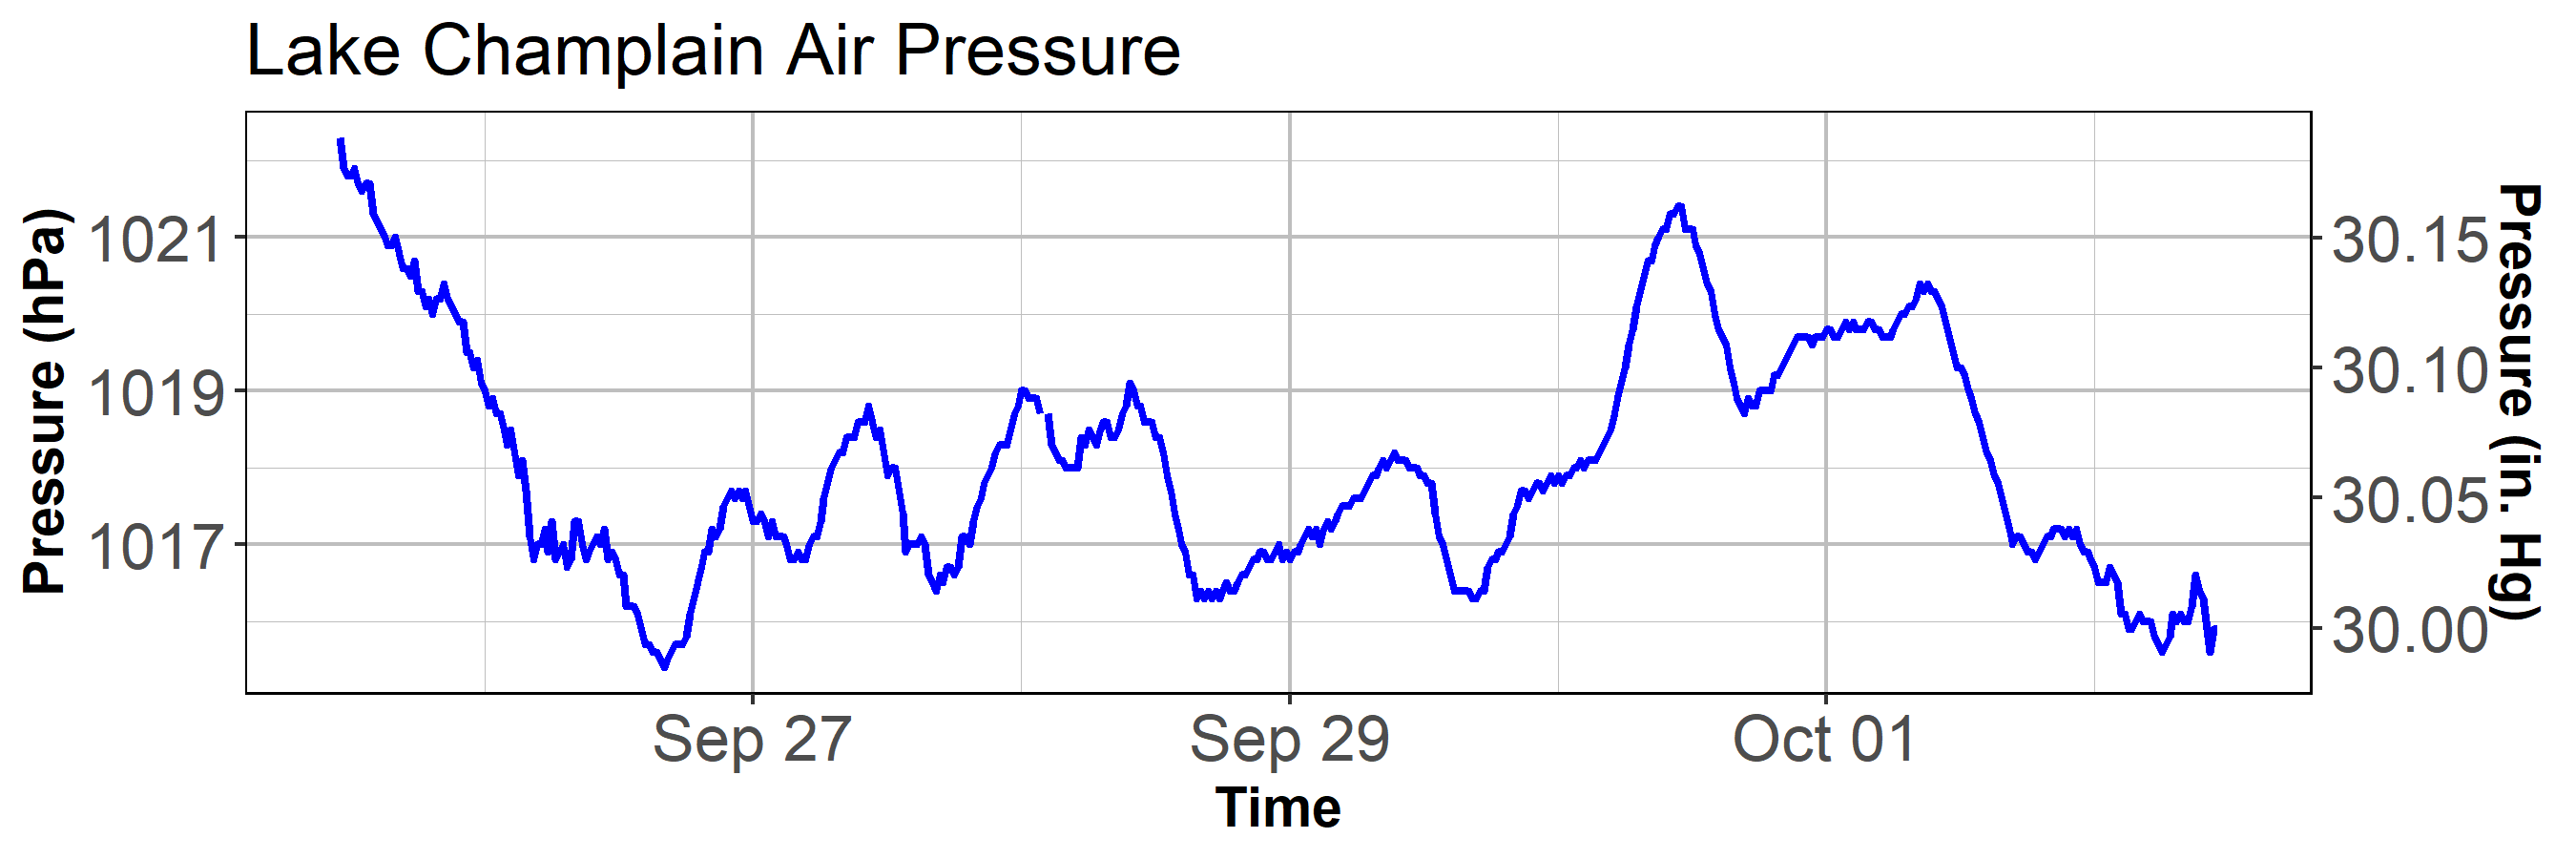 Lake Champlain Air Pressure
Pressure (hPa)
1021
1019
1017
30.15
30.10
30.05
30.00
Pressure (in. Hg)
Sep 27
Sep 29
Oct 01
Time